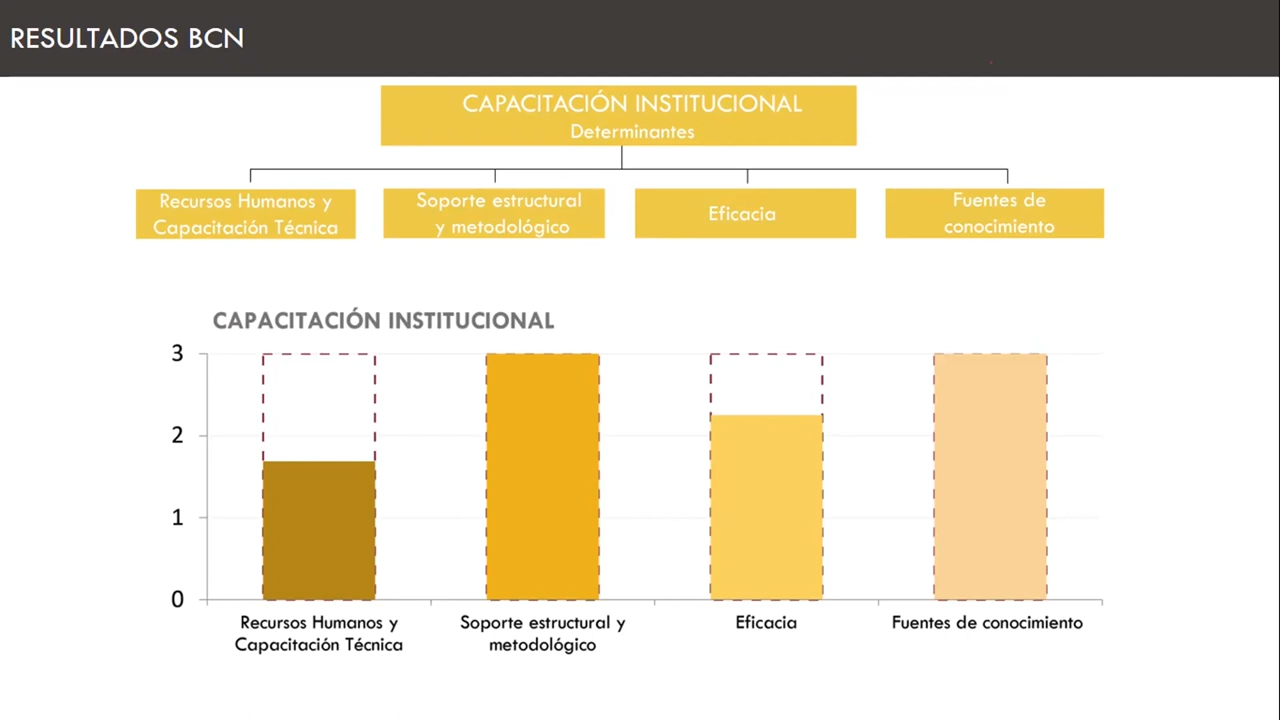 RESULTADOS BCN
CAPACITACIÓN INSTITUCIONAL
Determinantes
Recursos Humanos y
Capacitación Técnica
Soporte estructural
y metodológico
Eficacia
Fuentes de
conocimiento
CAPACITACIÓN INSTITUCIONAL
3
2
1
0
Recursos Humanos y
Capacitación Técnica
Soporte estructural y
metodológico
Eficacia
Fuentes de conocimiento